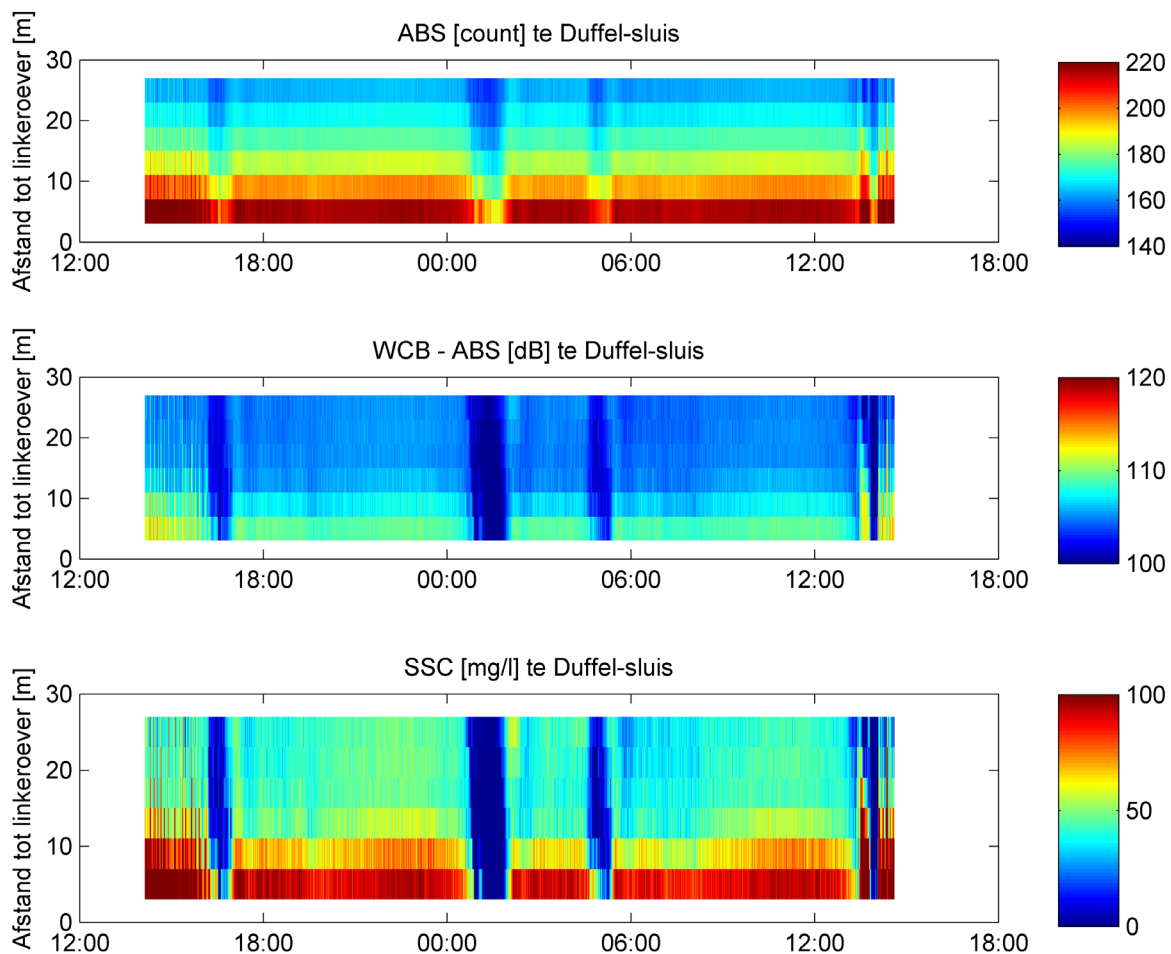 ABS [count] te Duffel-sluis
Afstand tot linkeroever [m]
30
20
10
0
12:00 18:00 00:00 06:00 12:00 18:00
220
200
180
160
140
WCB - ABS [dB] te Duffel-sluis
Afstand tot linkeroever [m]
30
20
10
0
12:00 18:00 00:00 06:00 12:00 18:00
120
110
100
SSC [mg/l] te Duffel-sluis
Afstand tot linkeroever [m]
30
20
10
0
12:00 18:00 00:00 06:00 12:00 18:00
100
50
0